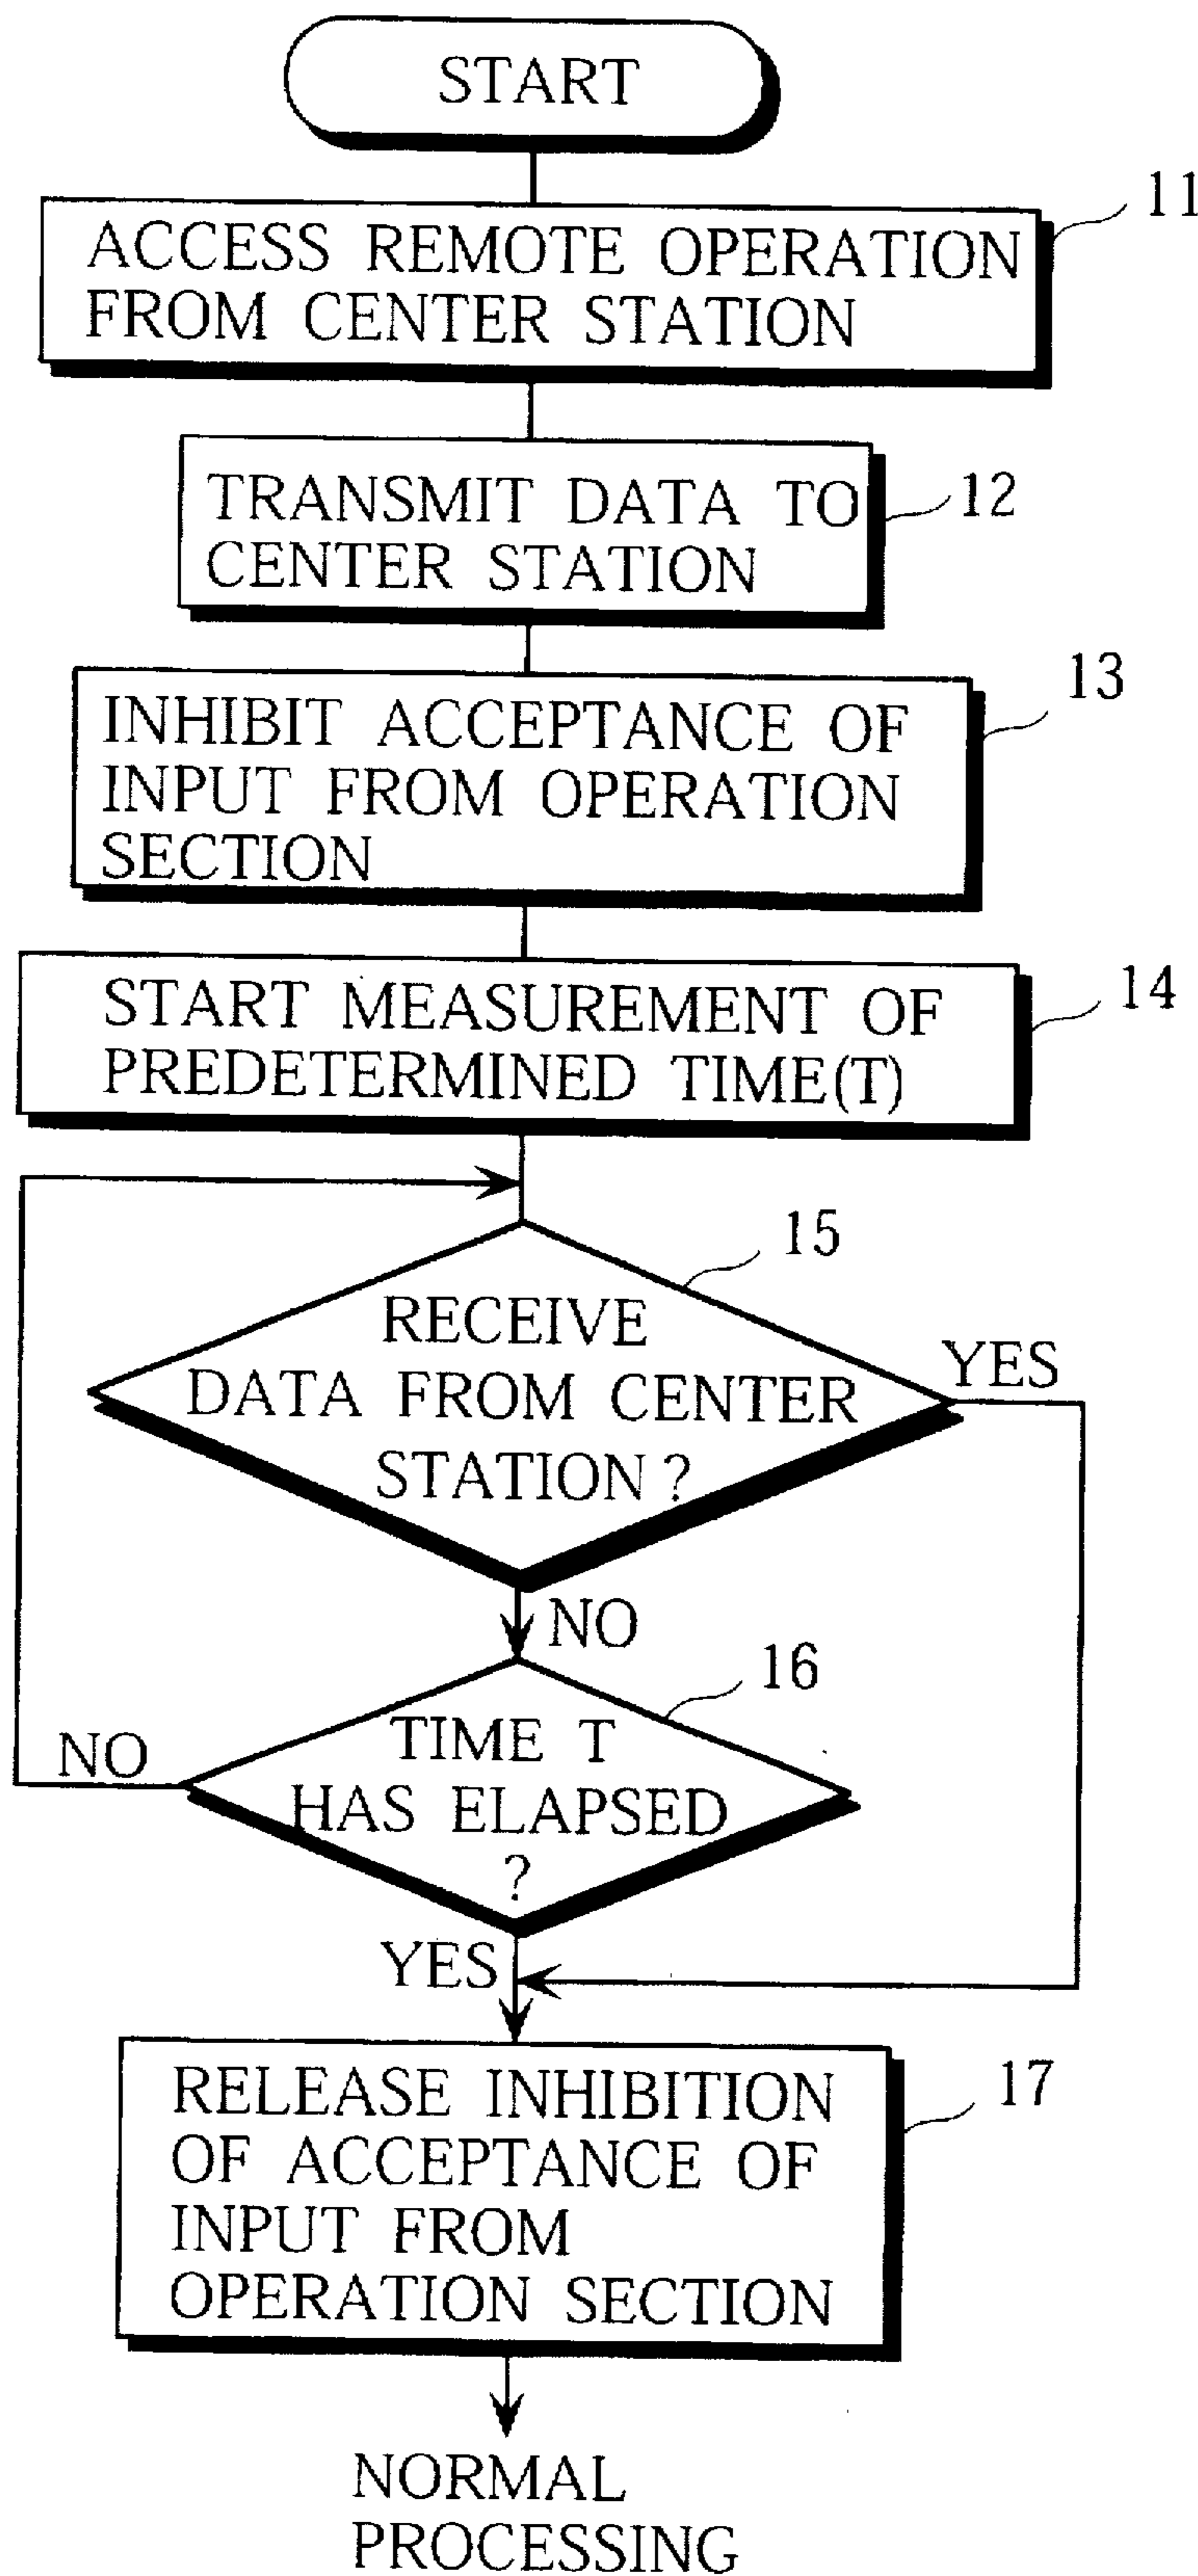 START
11
ACCESS REMOTE OPERATION
FROM CENTER STATION
12
TRANSMIT DATA TO
CENTER STATION
13
INHIBIT ACCEPTANCE OF
INPUT FROM OPERATION
SECTION
14
START MEASUREMENT OF
PREDETERMINED TIME(T)
15
RECEIVE
DATA FROM CENTER
STATION?
YES
NO
16
TIME T
HAS ELAPSED
?
NO
YES
17
RELEASE INHIBITION
OF ACCEPTANCE OF
INPUT FROM
OPERATION SECTION
NORMAL
PROCESSING